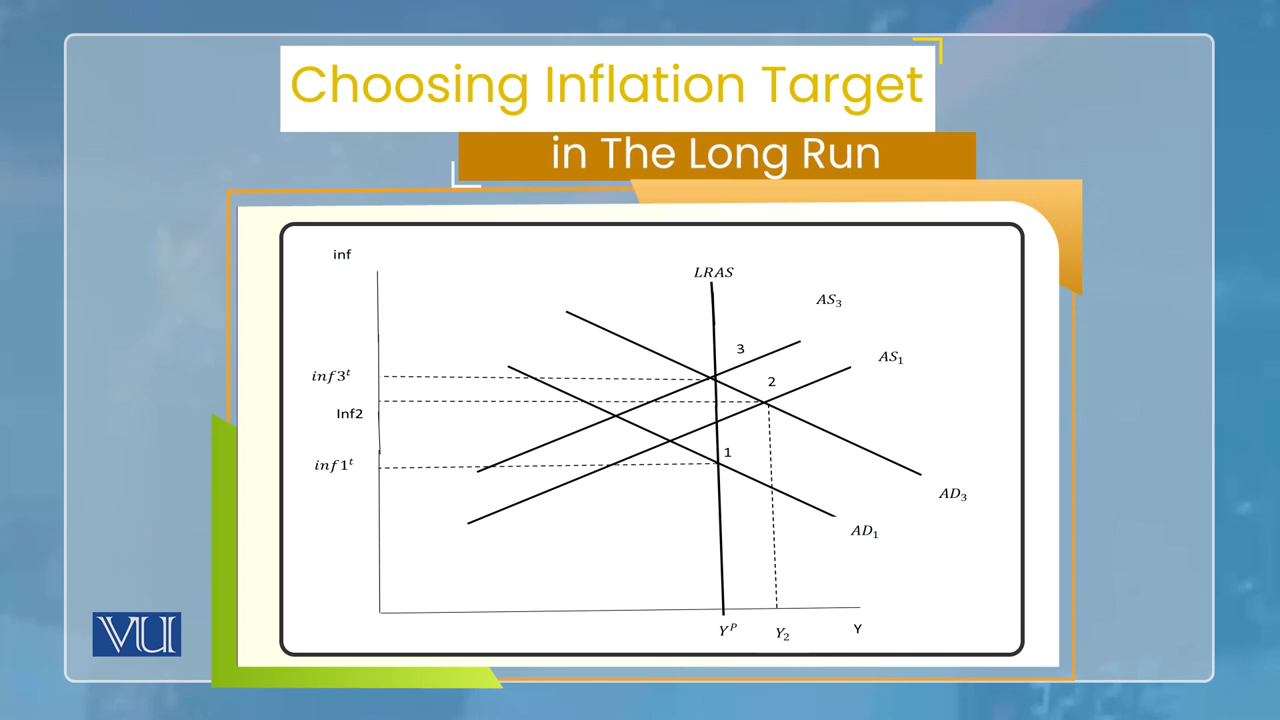 Choosing Inflation Target
in The Long Run
inf
LRAS
AS₃
3
AS₁
inf3ᵗ
2
Inf2
1
inf1ᵗ
AD₃
AD₁
Yᴾ
Y₂
Y
VU